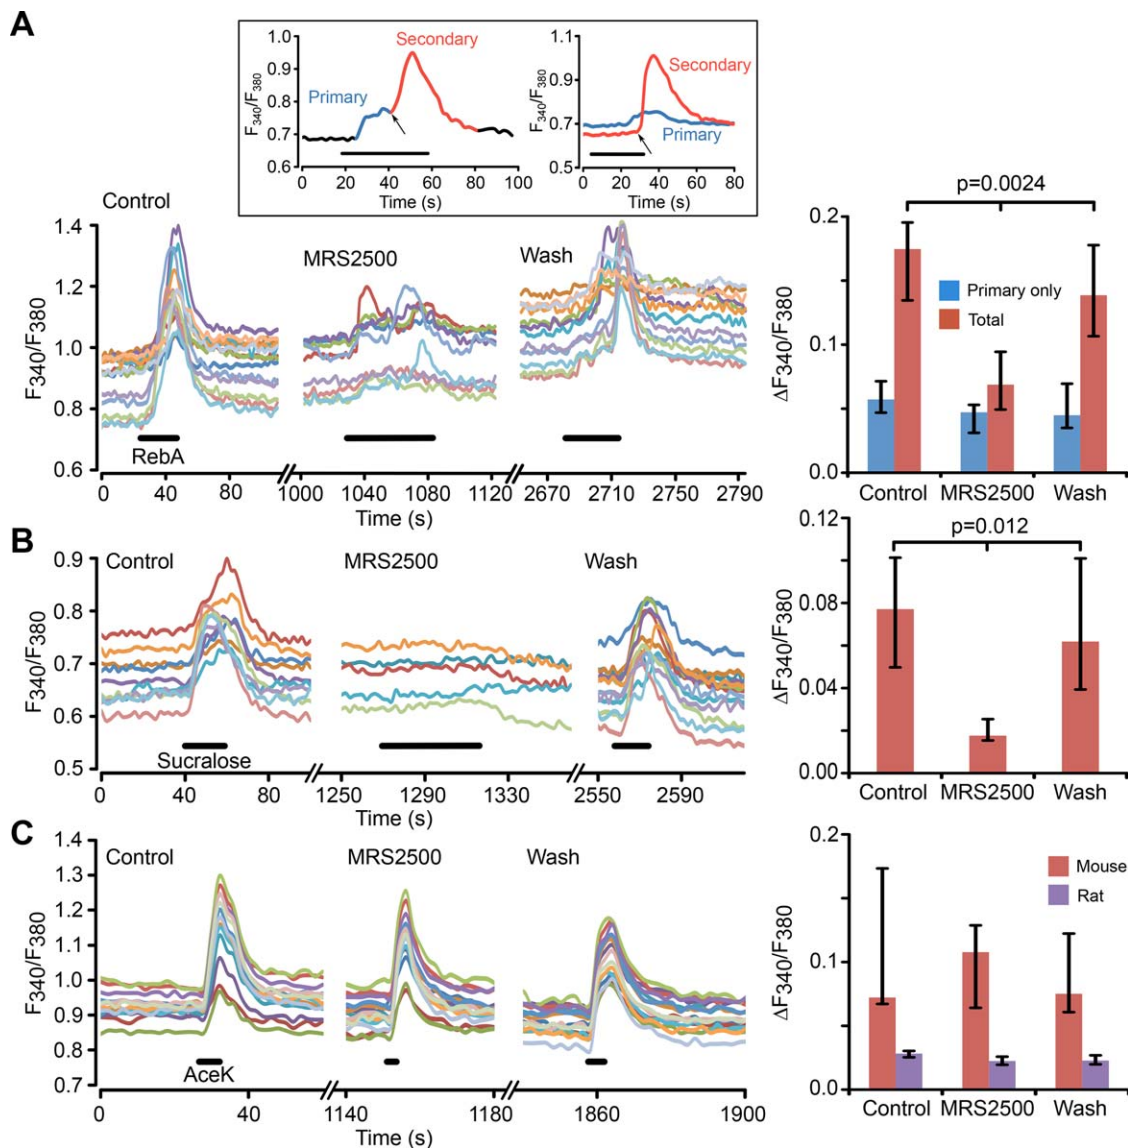 A
1.0
0.9
0.8
0.7
0.6
F340/F380
Primary
Secondary
0 20 40 60 80 100
Time (s)
1.1
0.9
0.7
0.5
F340/F380
Secondary
Primary
0 20 40 60 80
Time (s)
Control
MRS2500
Wash
1.4
1.2
1.0
0.8
0.6
F340/F380
RebA
0 40 80 1000 1040 1080 1120 2670 2710 2750 2790
Time (s)
p=0.0024
0.2
0.1
0.0
ΔF340/F380
Primary only
Total
Control MRS2500 Wash
B
Control
MRS2500
Wash
0.9
0.8
0.7
0.6
0.5
F340/F380
Sucralose
0 40 80 1250 1290 1330 2550 2590
Time (s)
p=0.012
0.12
0.08
0.04
0.00
ΔF340/F380
Control MRS2500 Wash
C
Control
MRS2500
Wash
1.4
1.3
1.2
1.1
1.0
0.9
0.8
0.7
F340/F380
AceK
0 40 1140 1180 1860 1900
Time (s)
0.2
0.1
0.0
ΔF340/F380
Mouse
Rat
Control MRS2500 Wash